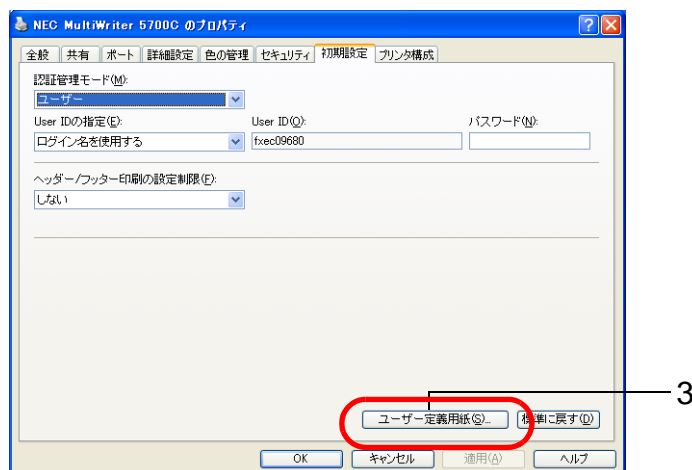 NEC MultiWriter 5700C のプロパティ
全般 共有 ポート 詳細設定 色の管理 セキュリティ 初期設定 プリンタ構成
認証管理モード(M):
ユーザー
User IDの指定(E): User ID(O): パスワード(N):
ログイン名を使用する fxec09680
ヘッダー/フッター印刷の設定制限(F):
しない
3
ユーザー定義用紙(S)... 標準に戻す(D)
OK キャンセル 適用(A) ヘルプ